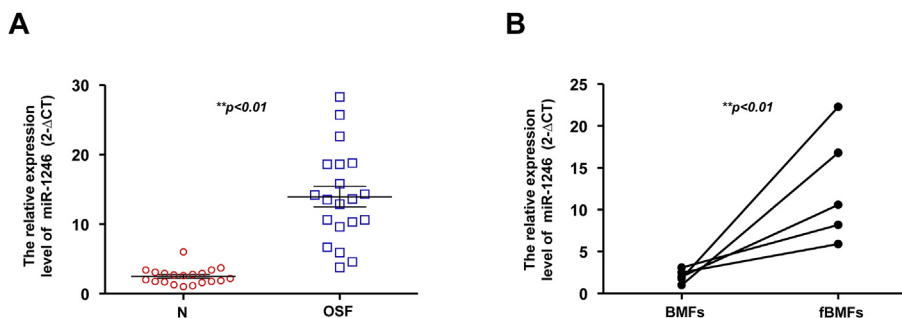 A
The relative expression
level of miR-1246 (2-ΔCT)
30
20
10
0
**p<0.01
N
OSF
B
The relative expression
level of miR-1246 (2-ΔCT)
25
20
15
10
5
0
**p<0.01
BMFs
fBMFs